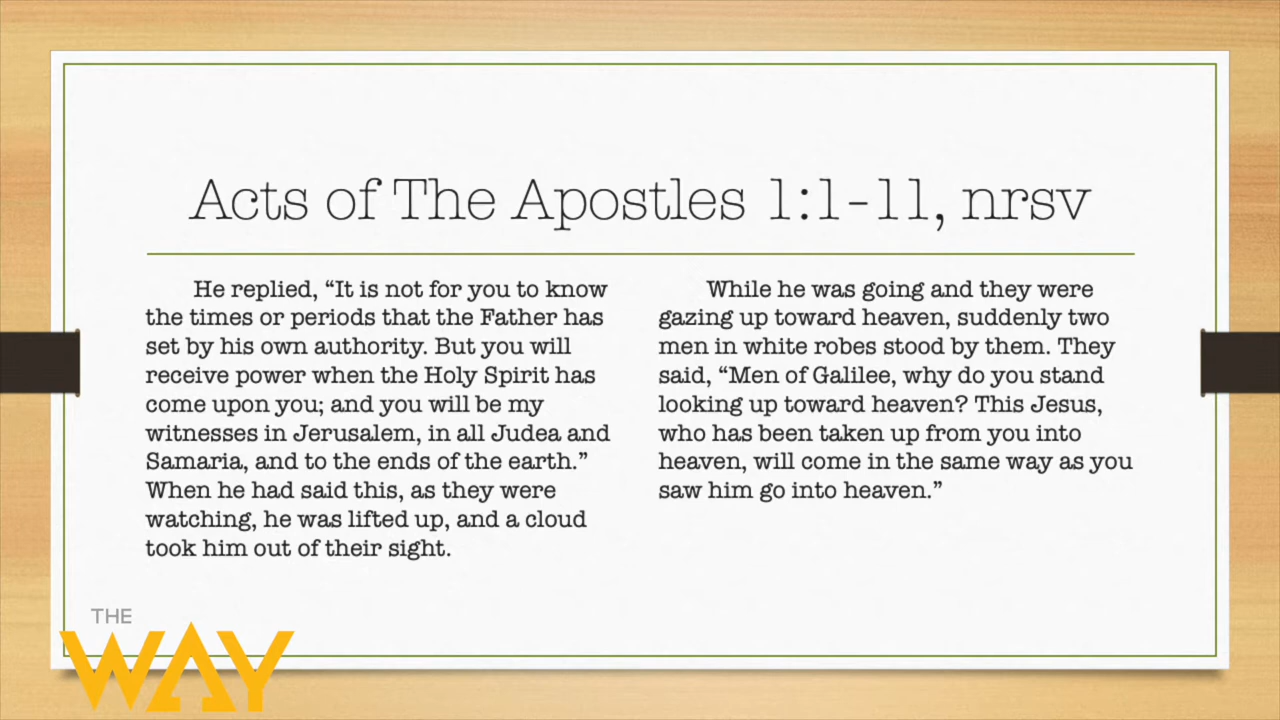 Acts of The Apostles 1:1-11, nrsv
He replied, “It is not for you to know
the times or periods that the Father has
set by his own authority. But you will
receive power when the Holy Spirit has
come upon you; and you will be my
witnesses in Jerusalem, in all Judea and
Samaria, and to the ends of the earth.”
When he had said this, as they were
watching, he was lifted up, and a cloud
took him out of their sight.
While he was going and they were
gazing up toward heaven, suddenly two
men in white robes stood by them. They
said, “Men of Galilee, why do you stand
looking up toward heaven? This Jesus,
who has been taken up from you into
heaven, will come in the same way as you
saw him go into heaven.”
THE
WAY